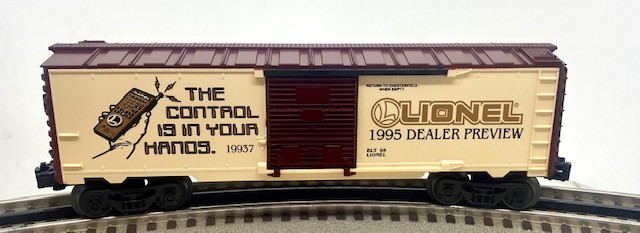 THE
CONTROL
IS IN YOUR
HANDS. 19937
RETURN TO CHESTERFIELD
WHEN EMPTY
LIONEL
1995 DEALER PREVIEW
BLT 95
LIONEL